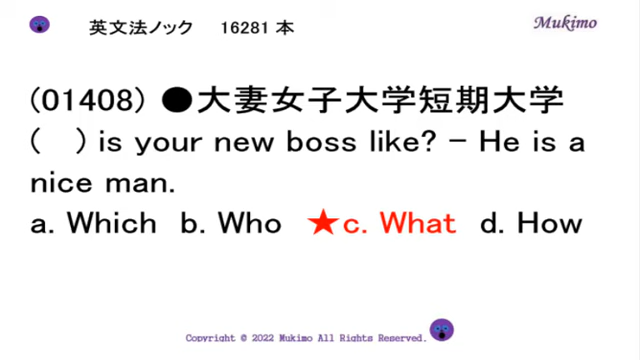 英文法ノック 16281 本
Mukimo
(01408) ●大妻女子大学短期大学
( ) is your new boss like? − He is a
nice man.
a. Which b. Who ★c. What d. How
Copyright © 2022 Mukimo All Rights Reserved.